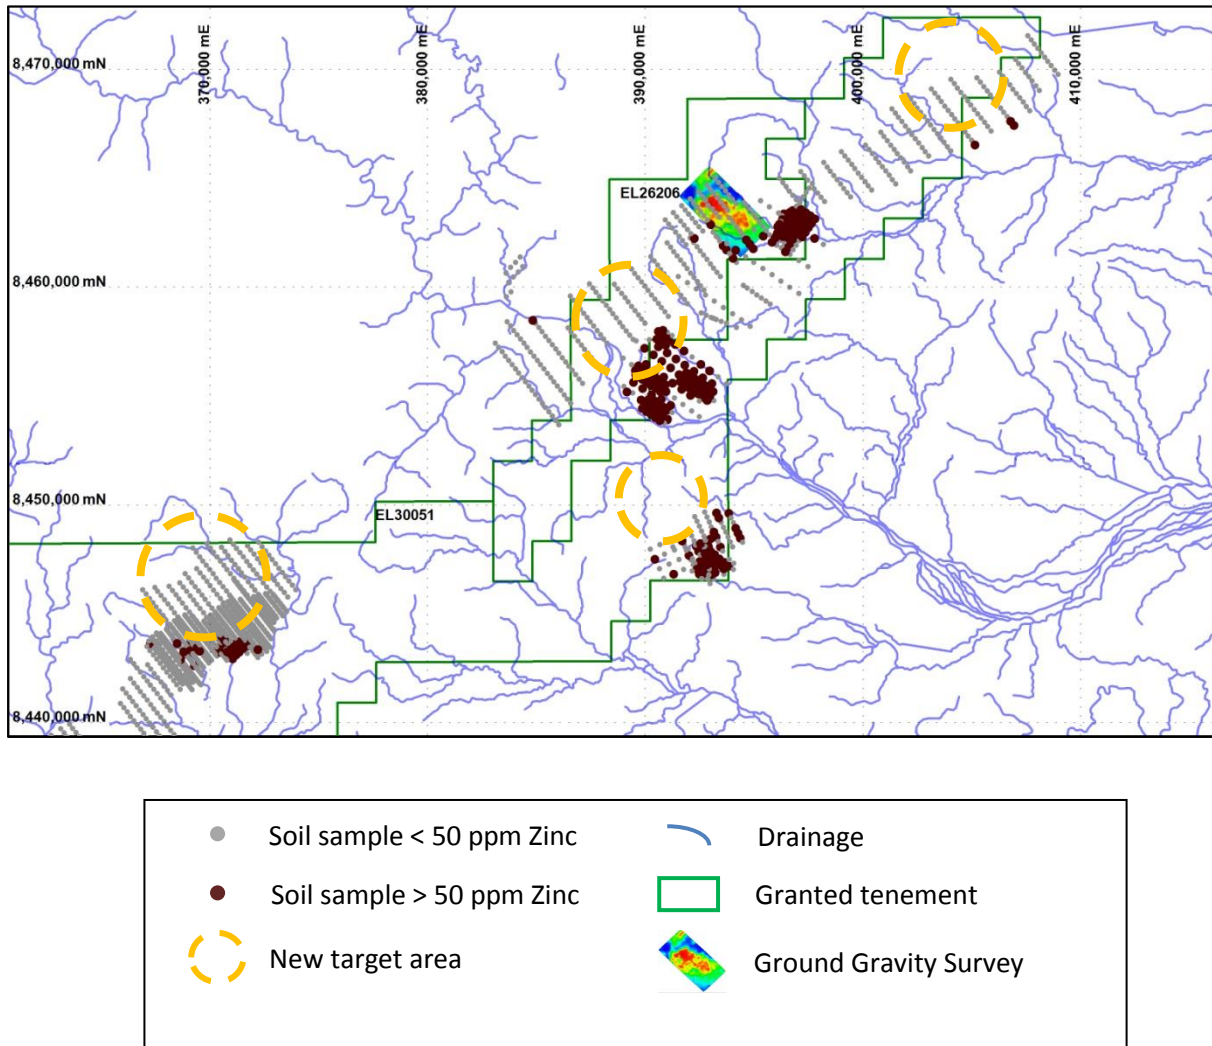 370,000 mE
380,000 mE
390,000 mE
400,000 mE
410,000 mE
8,470,000 mN
EL26206
8,460,000 mN
8,450,000 mN
EL30051
8,440,000 mN
Soil sample < 50 ppm Zinc
Drainage
Soil sample > 50 ppm Zinc
Granted tenement
New target area
Ground Gravity Survey